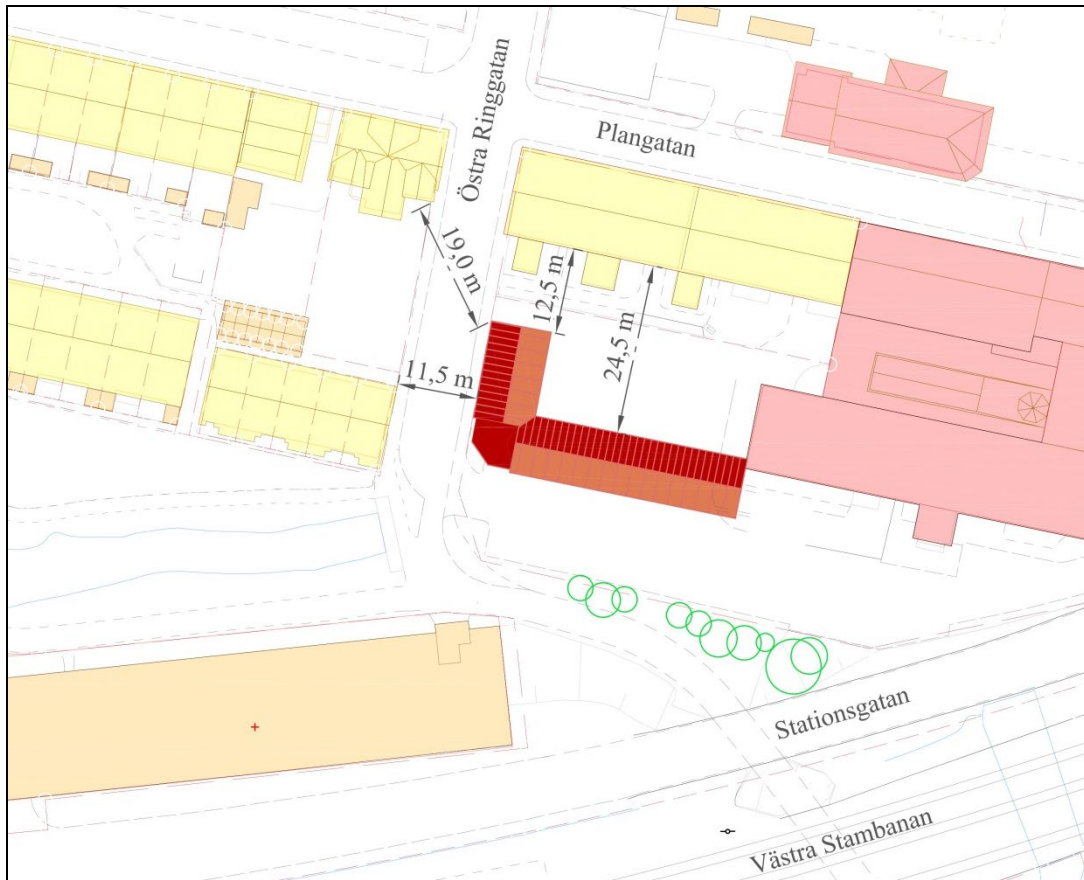 Östra Ringgatan
Plangatan
19,0 m
12,5 m
24,5 m
11,5 m
Stationsgatan
Västra Stambanan